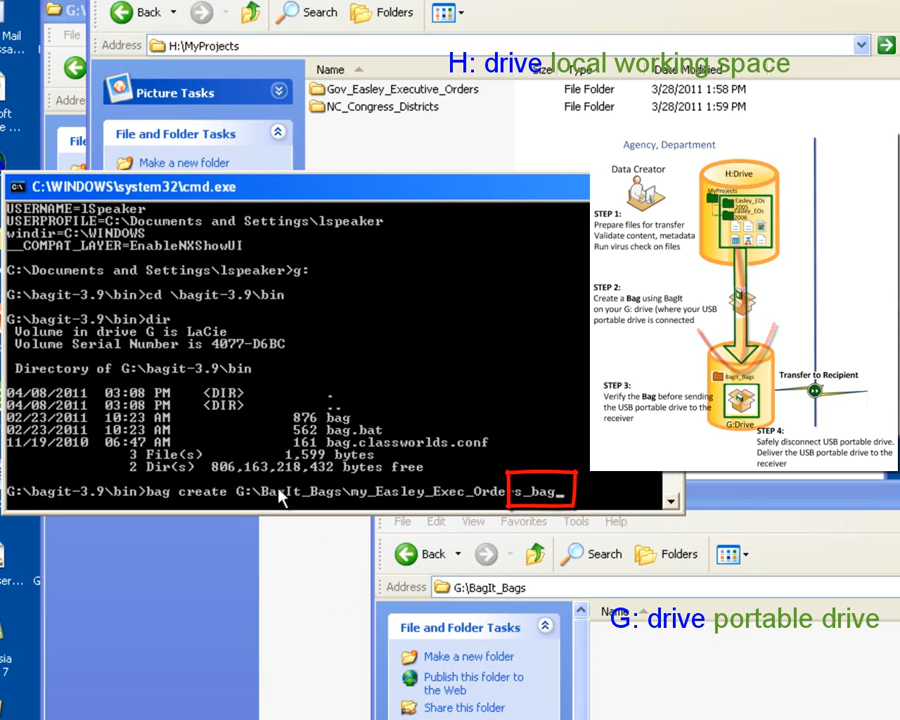 G:\
Back
Search
Folders
Mail
File
Address
H:\MyProjects
H: drive local working space
Name
Size
Type
Date Modified
Picture Tasks
Gov_Easley_Executive_Orders
File Folder
3/28/2011 1:58 PM
NC_Congress_Districts
File Folder
3/28/2011 1:59 PM
File and Folder Tasks
Make a new folder
Agency, Department
Data Creator
H:Drive
MyProjects
Easley_EOs
2005
Easley_EOs
2006
STEP 1:
Prepare files for transfer
Validate content, metadata
Run virus check on files
STEP 2:
Create a Bag using BagIt
on your G: drive (where your USB
portable drive is connected
BagIt_Bags
Transfer to Recipient
STEP 3:
Verify the Bag before sending
the USB portable drive to the
receiver
G:Drive
STEP 4:
Safely disconnect USB portable drive.
Deliver the USB portable drive to the
receiver
C:\WINDOWS\system32\cmd.exe
USERNAME=lSpeaker
USERPROFILE=C:\Documents and Settings\lspeaker
windir=C:\WINDOWS
__COMPAT_LAYER=EnableNXShowUI
C:\Documents and Settings\lspeaker>g:
G:\bagit-3.9\bin>cd \bagit-3.9\bin
G:\bagit-3.9\bin>dir
Volume in drive G is LaCie
Volume Serial Number is 4077-D6BC
Directory of G:\bagit-3.9\bin
04/08/2011 03:08 PM <DIR> .
04/08/2011 03:08 PM <DIR> ..
02/23/2011 10:23 AM 876 bag
02/23/2011 10:23 AM 562 bag.bat
11/19/2010 06:47 AM 161 bag.classworlds.conf
3 File(s) 1,599 bytes
2 Dir(s) 806,163,218,432 bytes free
G:\bagit-3.9\bin>bag create G:\BagIt_Bags\my_Easley_Exec_Orders_bag_
File
Edit
View
Favorites
Tools
Help
Back
Search
Folders
Address
G:\BagIt_Bags
Name
G: drive portable drive
File and Folder Tasks
Make a new folder
Publish this folder to
the Web
Share this folder